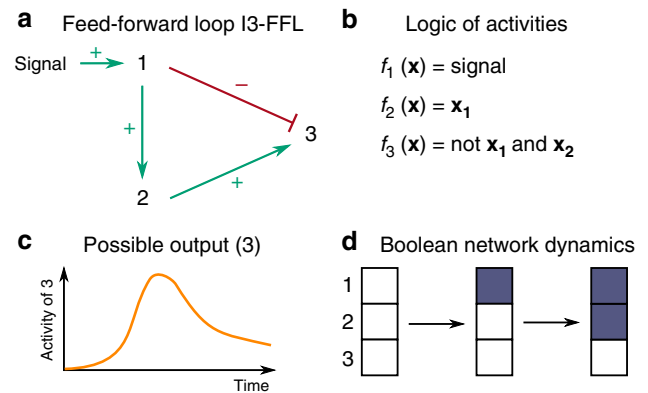 a Feed-forward loop I3-FFL
Signal + 1
−
+
3
+
2
b Logic of activities
f1 (x) = signal
f2 (x) = x1
f3 (x) = not x1 and x2
c Possible output (3)
Activity of 3
Time
d Boolean network dynamics
1
2
3